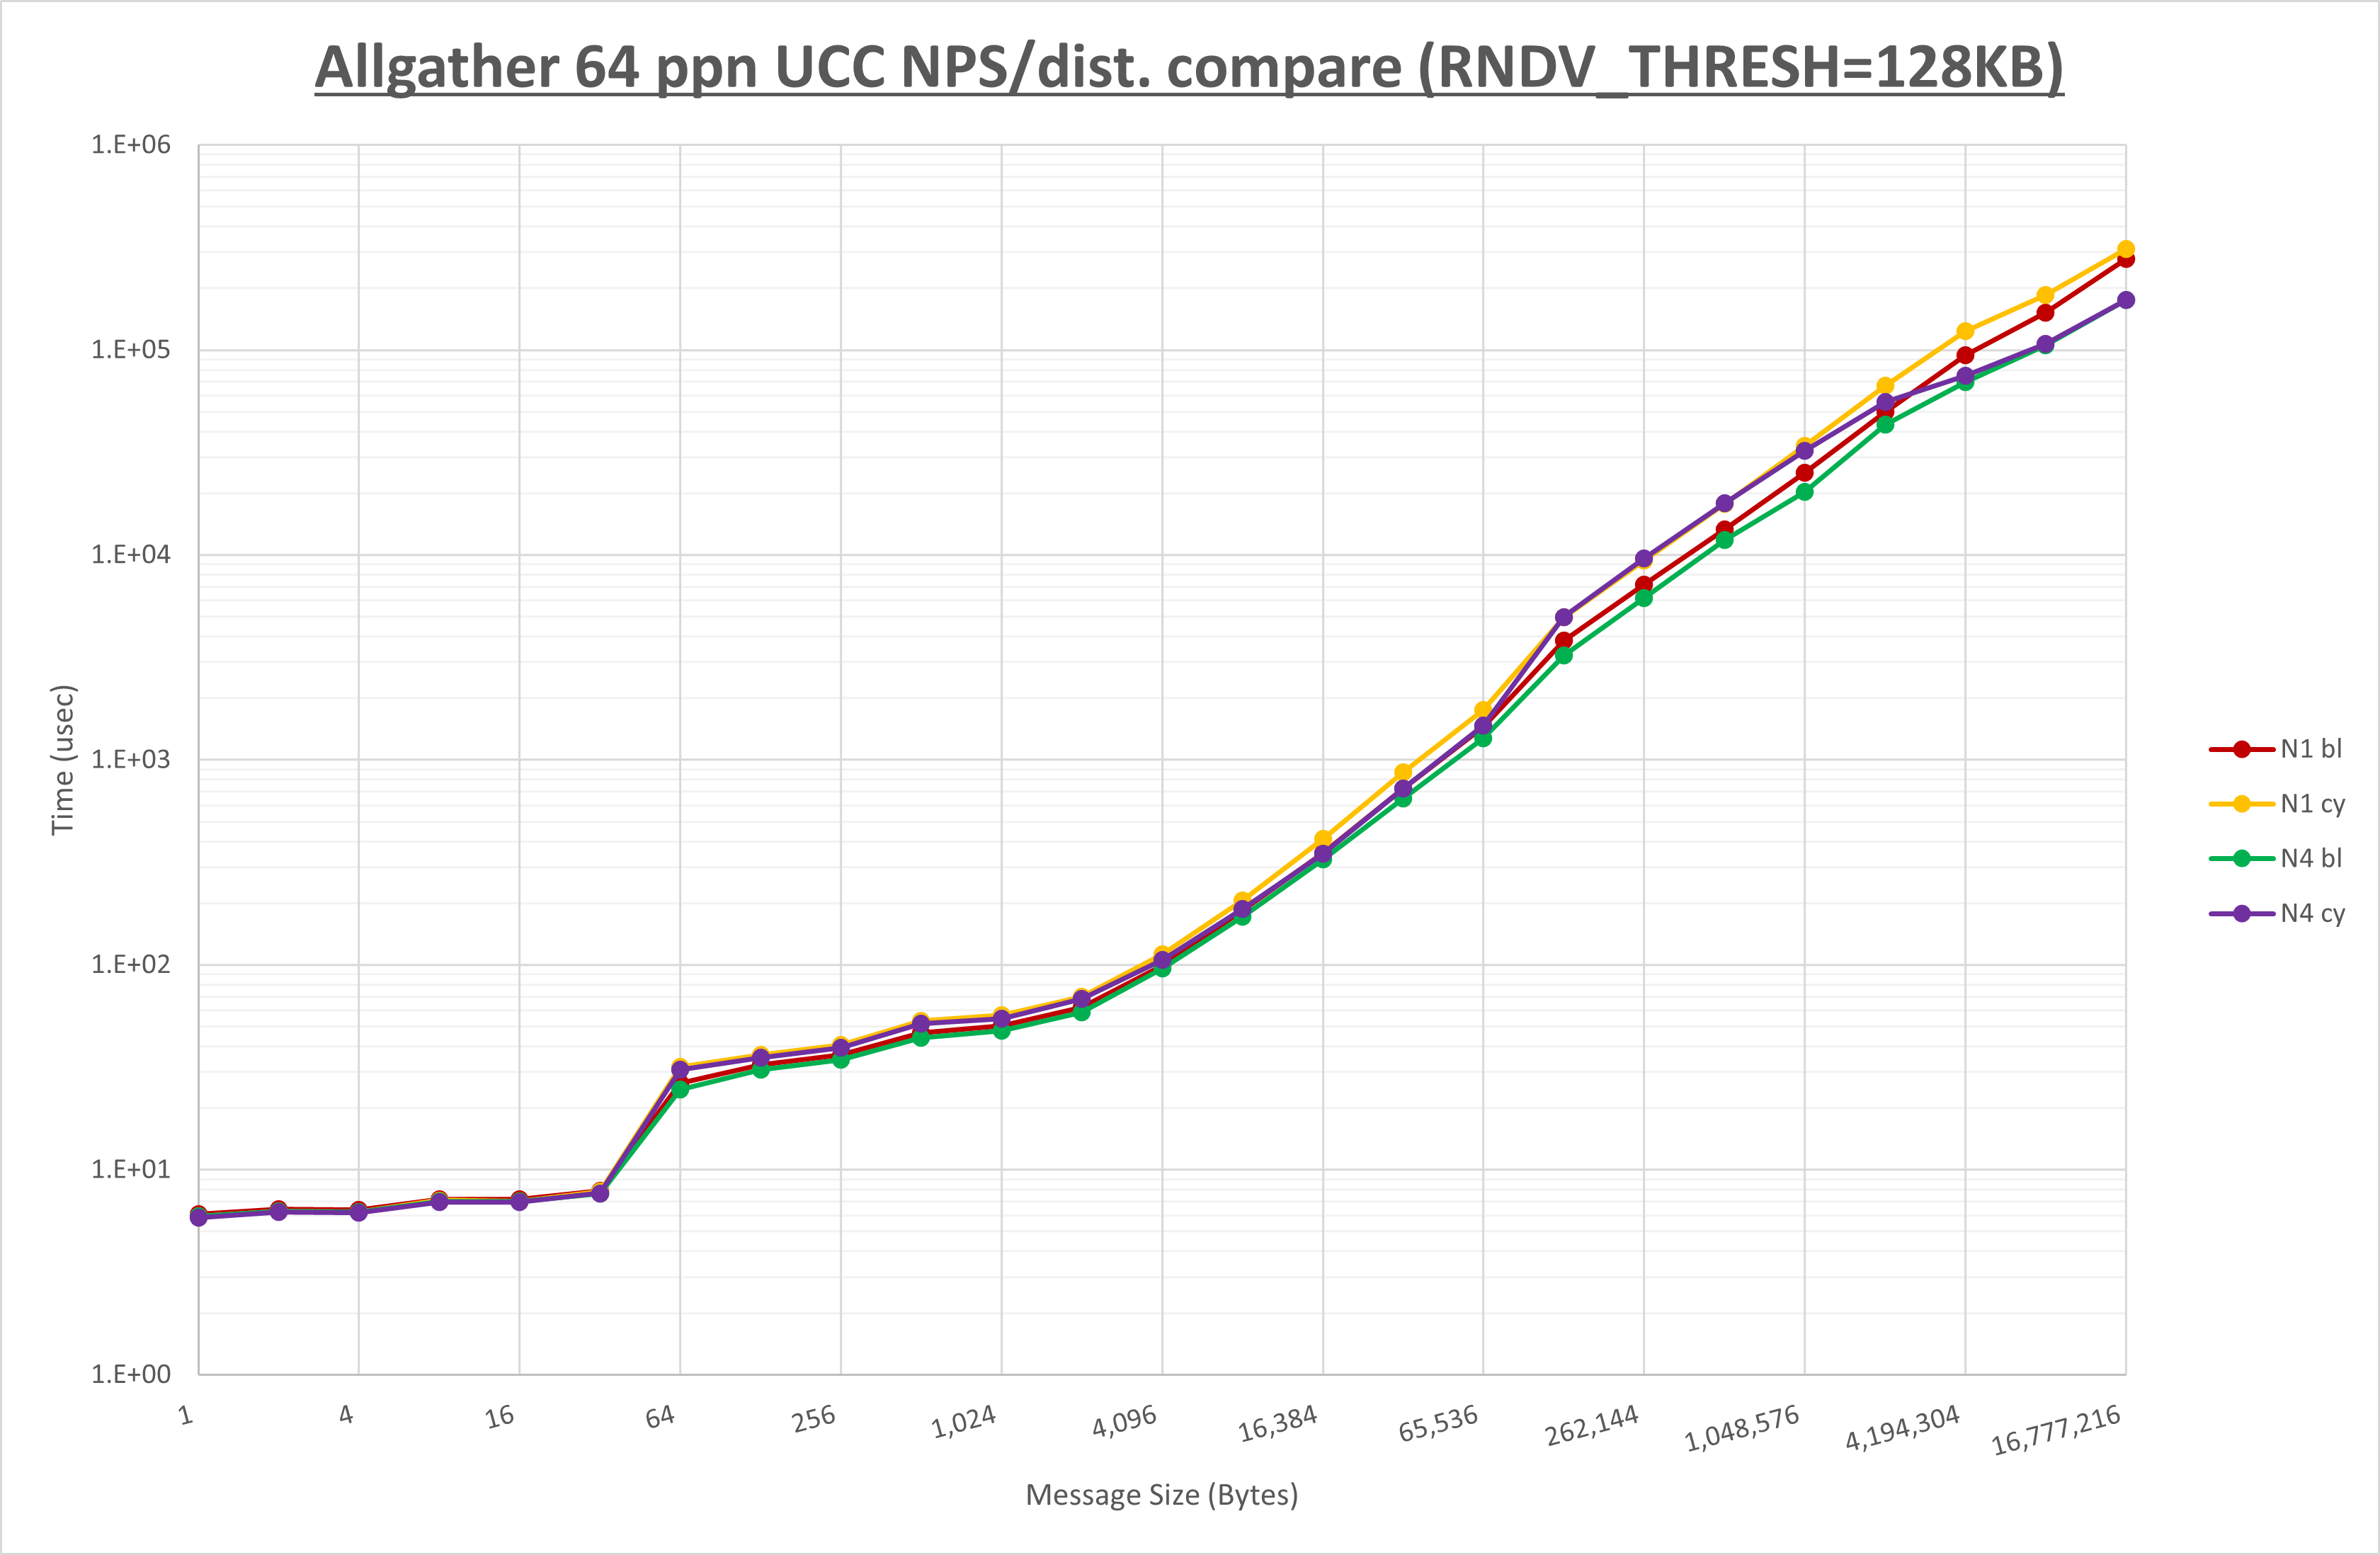 Allgather 64 ppn UCC NPS/dist. compare (RNDV_THRESH=128KB)
1.E+06
1.E+05
1.E+04
1.E+03
1.E+02
1.E+01
1.E+00
Time (usec)
1
4
16
64
256
1,024
4,096
16,384
65,536
262,144
1,048,576
4,194,304
16,777,216
Message Size (Bytes)
N1 bl
N1 cy
N4 bl
N4 cy